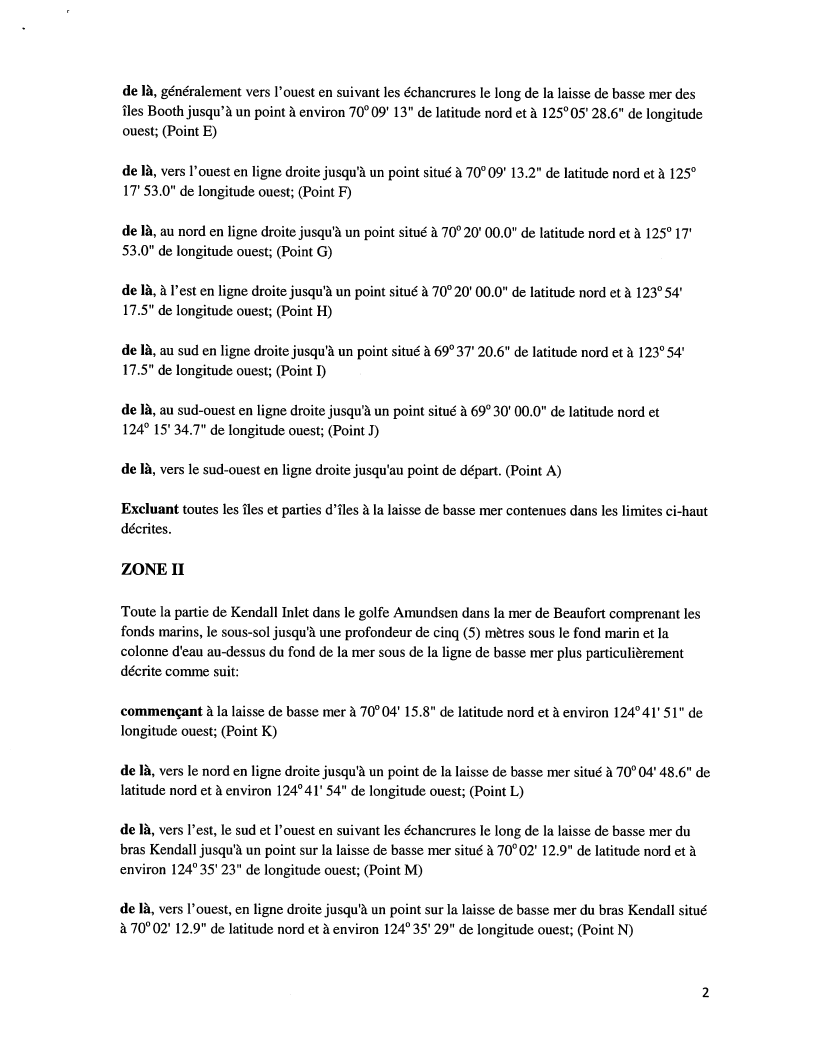 de là, généralement vers l'ouest en suivant les échancrures le long de la laisse de basse mer des
îles Booth jusqu'à un point à environ 70° 09' 13" de latitude nord et à 125° 05' 28.6" de longitude
ouest; (Point E)
de là, vers l'ouest en ligne droite jusqu'à un point situé à 70° 09' 13.2" de latitude nord et à 125°
17' 53.0" de longitude ouest; (Point F)
de là, au nord en ligne droite jusqu'à un point situé à 70° 20' 00.0" de latitude nord et à 125° 17'
53.0" de longitude ouest; (Point G)
de là, à l'est en ligne droite jusqu'à un point situé à 70° 20' 00.0" de latitude nord et à 123° 54'
17.5" de longitude ouest; (Point H)
de là, au sud en ligne droite jusqu'à un point situé à 69° 37' 20.6" de latitude nord et à 123° 54'
17.5" de longitude ouest; (Point I)
de là, au sud-ouest en ligne droite jusqu'à un point situé à 69° 30' 00.0" de latitude nord et
124° 15' 34.7" de longitude ouest; (Point J)
de là, vers le sud-ouest en ligne droite jusqu'au point de départ. (Point A)
Excluant toutes les îles et parties d'îles à la laisse de basse mer contenues dans les limites ci-haut
décrites.
ZONE II
Toute la partie de Kendall Inlet dans le golfe Amundsen dans la mer de Beaufort comprenant les
fonds marins, le sous-sol jusqu'à une profondeur de cinq (5) mètres sous le fond marin et la
colonne d'eau au-dessus du fond de la mer sous de la ligne de basse mer plus particulièrement
décrite comme suit:
commençant à la laisse de basse mer à 70° 04' 15.8" de latitude nord et à environ 124° 41' 51" de
longitude ouest; (Point K)
de là, vers le nord en ligne droite jusqu'à un point de la laisse de basse mer situé à 70° 04' 48.6" de
latitude nord et à environ 124° 41' 54" de longitude ouest; (Point L)
de là, vers l'est, le sud et l'ouest en suivant les échancrures le long de la laisse de basse mer du
bras Kendall jusqu'à un point sur la laisse de basse mer situé à 70° 02' 12.9" de latitude nord et à
environ 124° 35' 23" de longitude ouest; (Point M)
de là, vers l'ouest, en ligne droite jusqu'à un point sur la laisse de basse mer du bras Kendall situé
à 70° 02' 12.9" de latitude nord et à environ 124° 35' 29" de longitude ouest; (Point N)
2